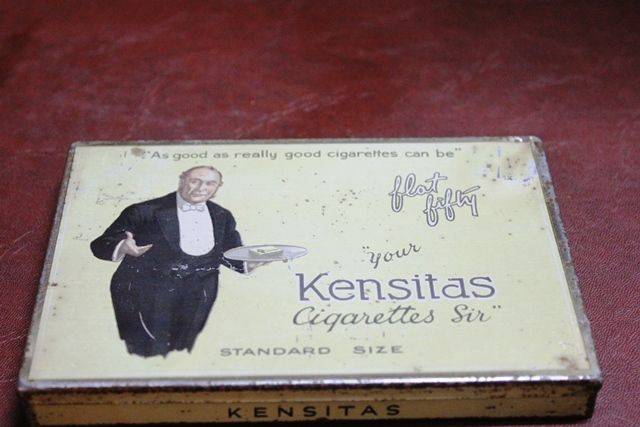 "As good as really good cigarettes can be"
flat
fifty
"your
Kensitas
Cigarettes Sir"
STANDARD SIZE
KENSITAS